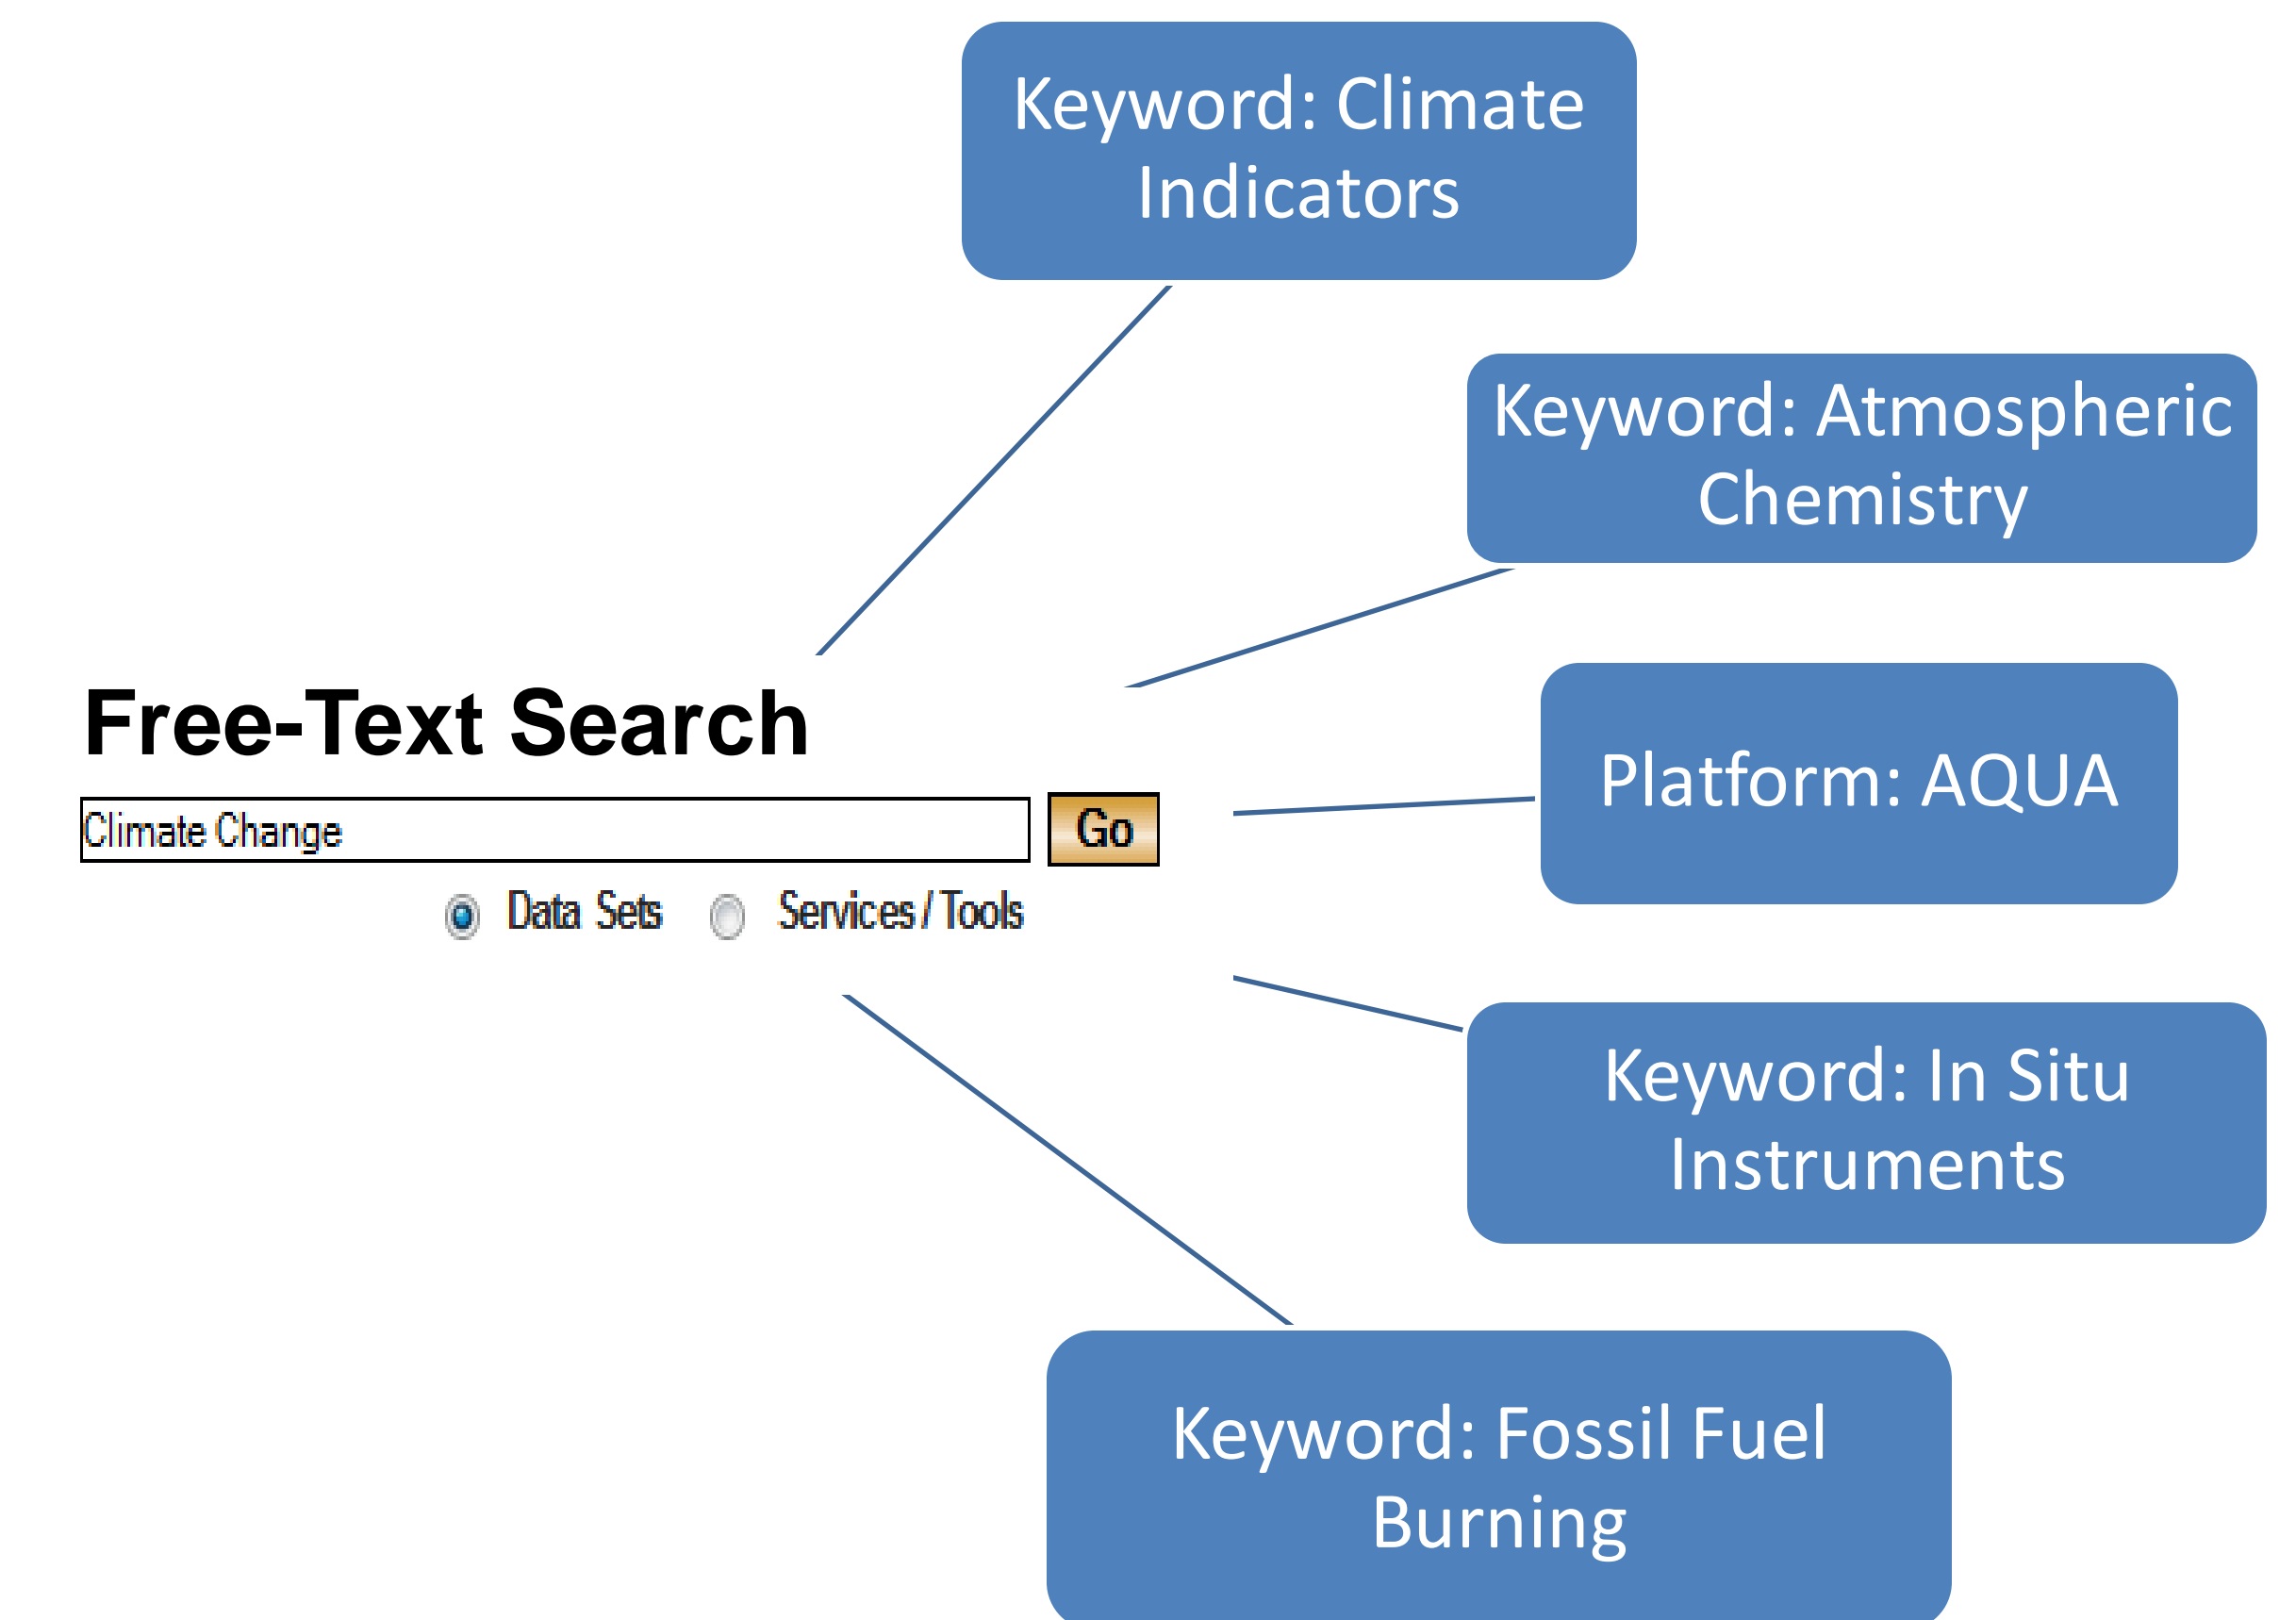 Keyword: Climate
Indicators
Keyword: Atmospheric
Chemistry
Free-Text Search
Platform: AQUA
Climate Change
Go
Data Sets
Services / Tools
Keyword: In Situ
Instruments
Keyword: Fossil Fuel
Burning